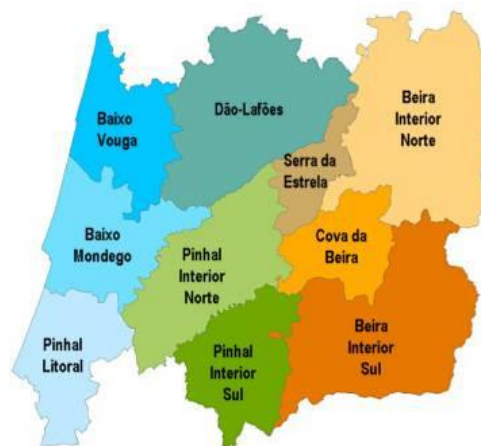 Baixo
Vouga
Dão-Lafões
Beira
Interior
Norte
Serra da
Estrela
Baixo
Mondego
Pinhal
Interior
Norte
Cova da
Beira
Pinhal
Litoral
Pinhal
Interior
Sul
Beira
Interior
Sul